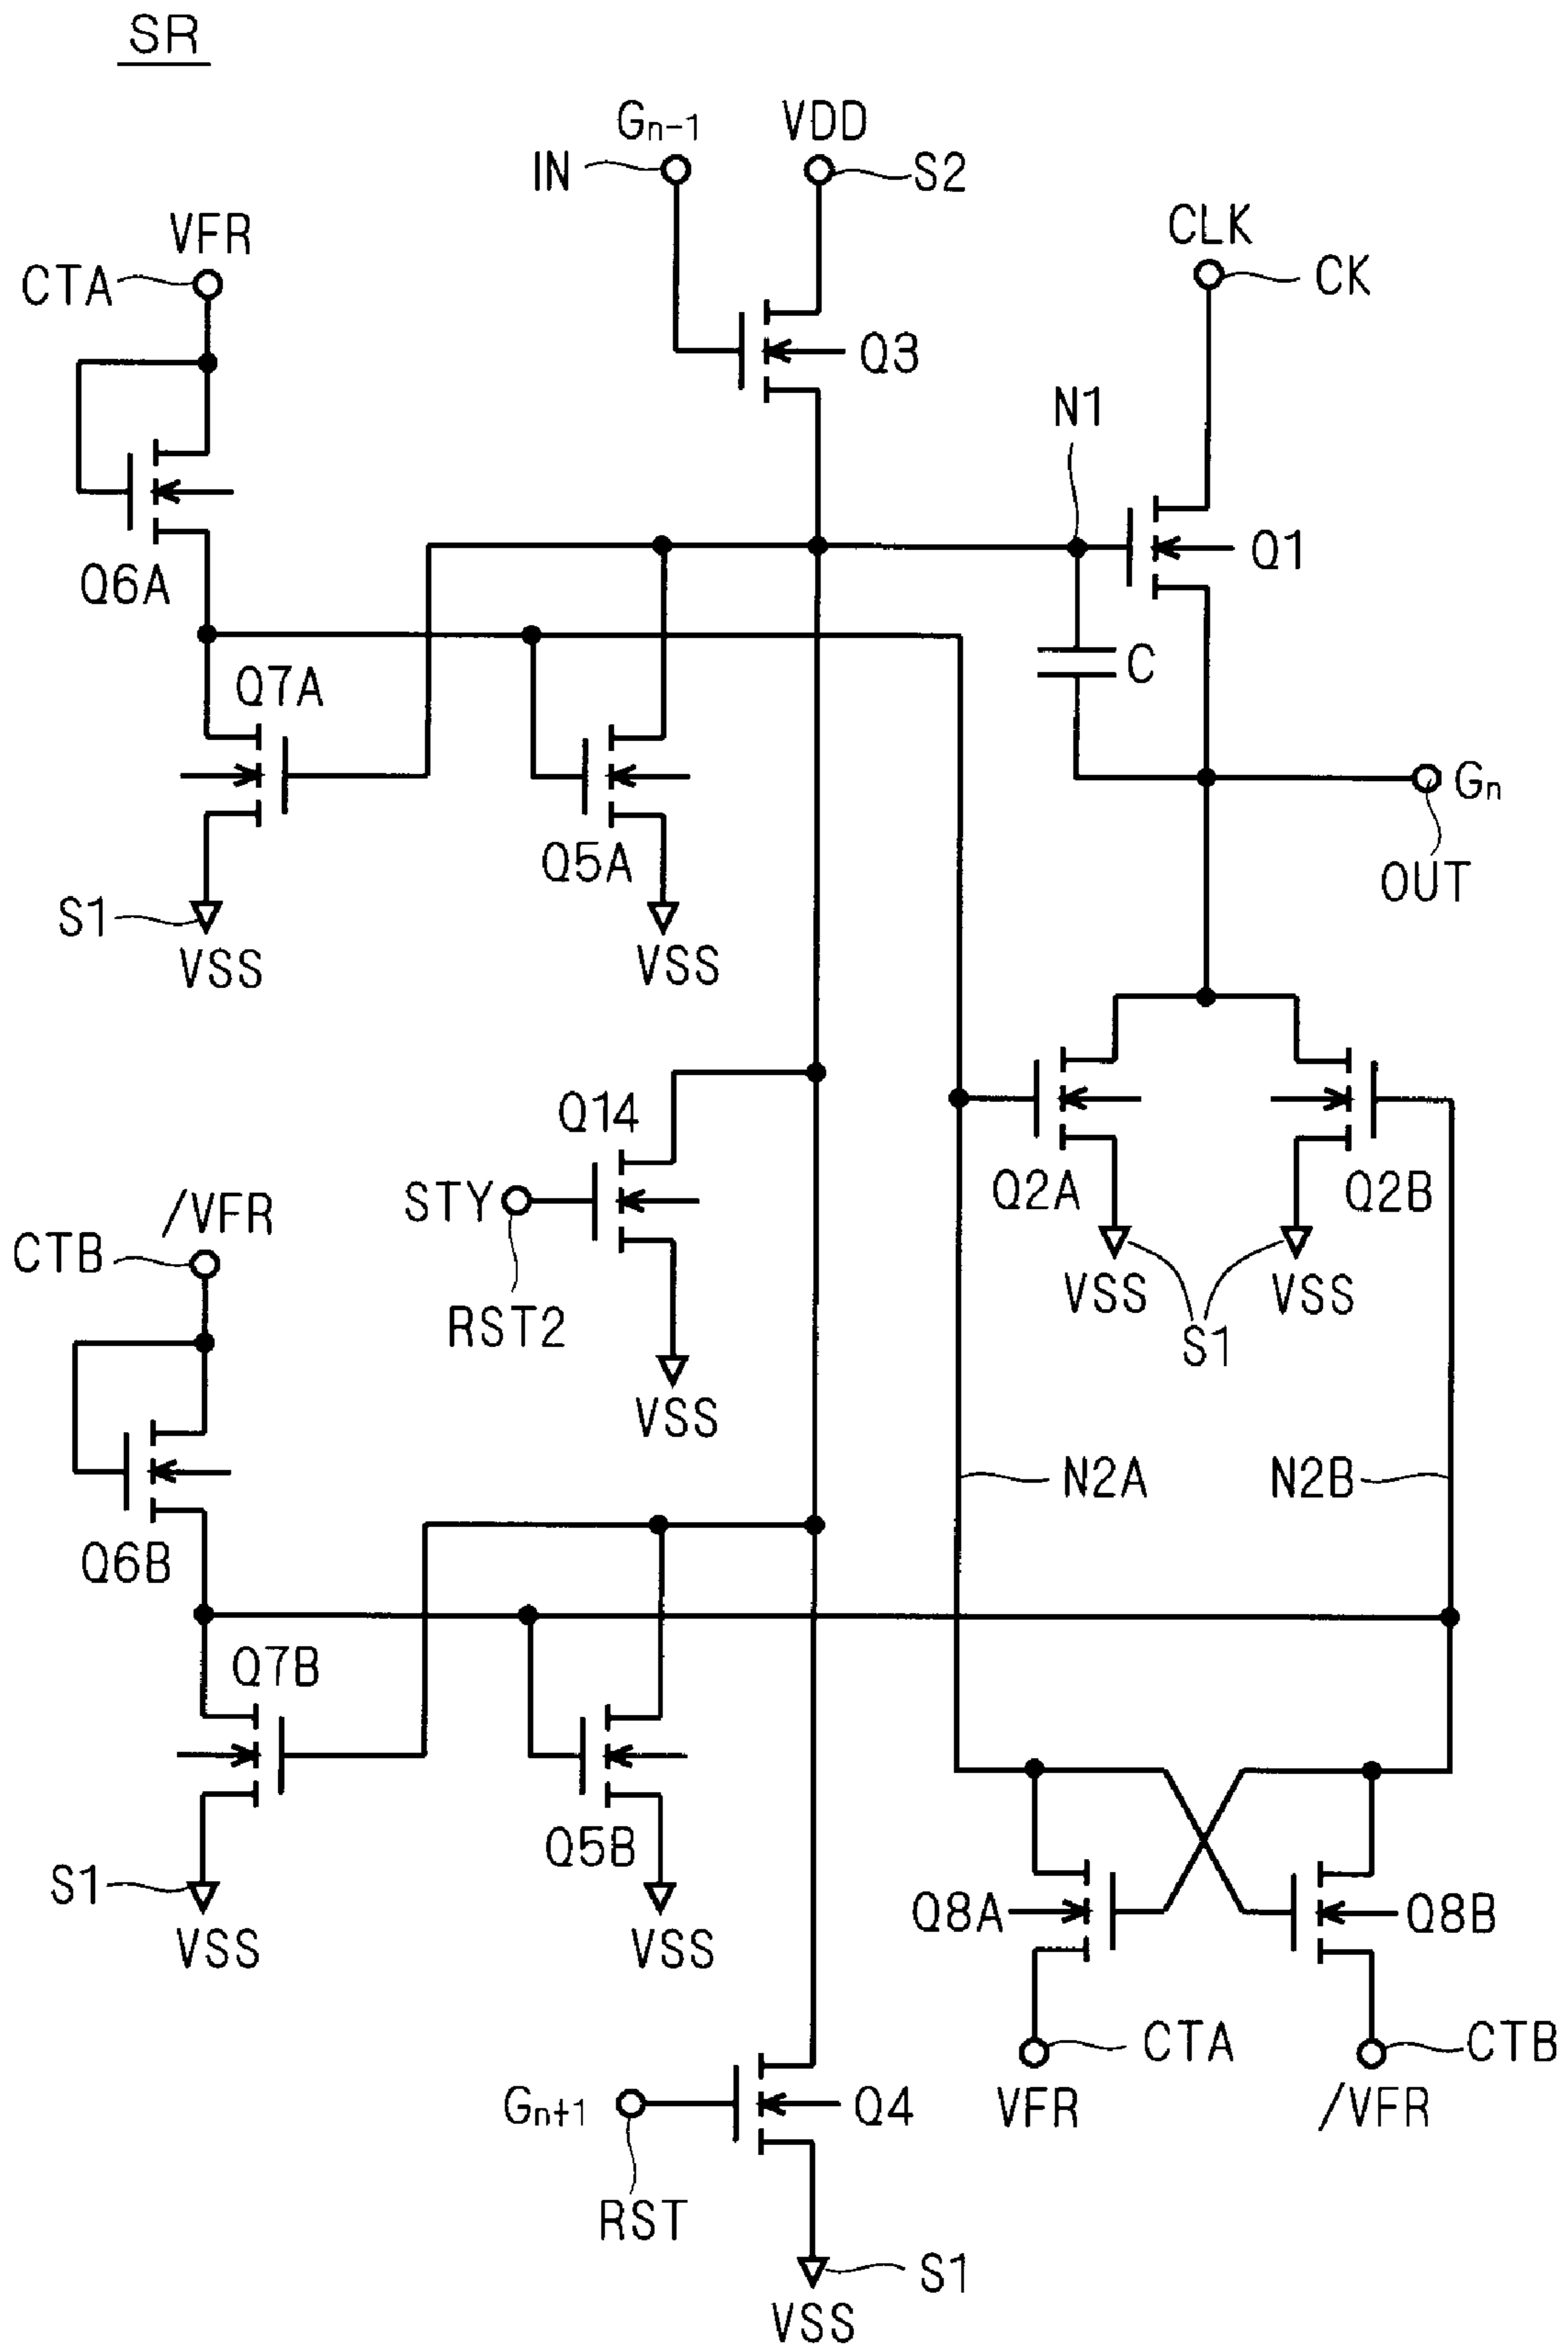 SR
Gn-1
VDD
IN
S2
VFR
CLK
CTA
CK
Q3
N1
Q1
Q6A
C
Q7A
Gn
Q5A
OUT
S1
VSS
VSS
Q14
STY
Q2A
Q2B
/VFR
CTB
RST2
VSS
VSS
S1
VSS
N2A
N2B
Q6B
Q7B
Q5B
S1
Q8A
Q8B
VSS
VSS
CTA
CTB
Gn+1
Q4
VFR
/VFR
RST
S1
VSS